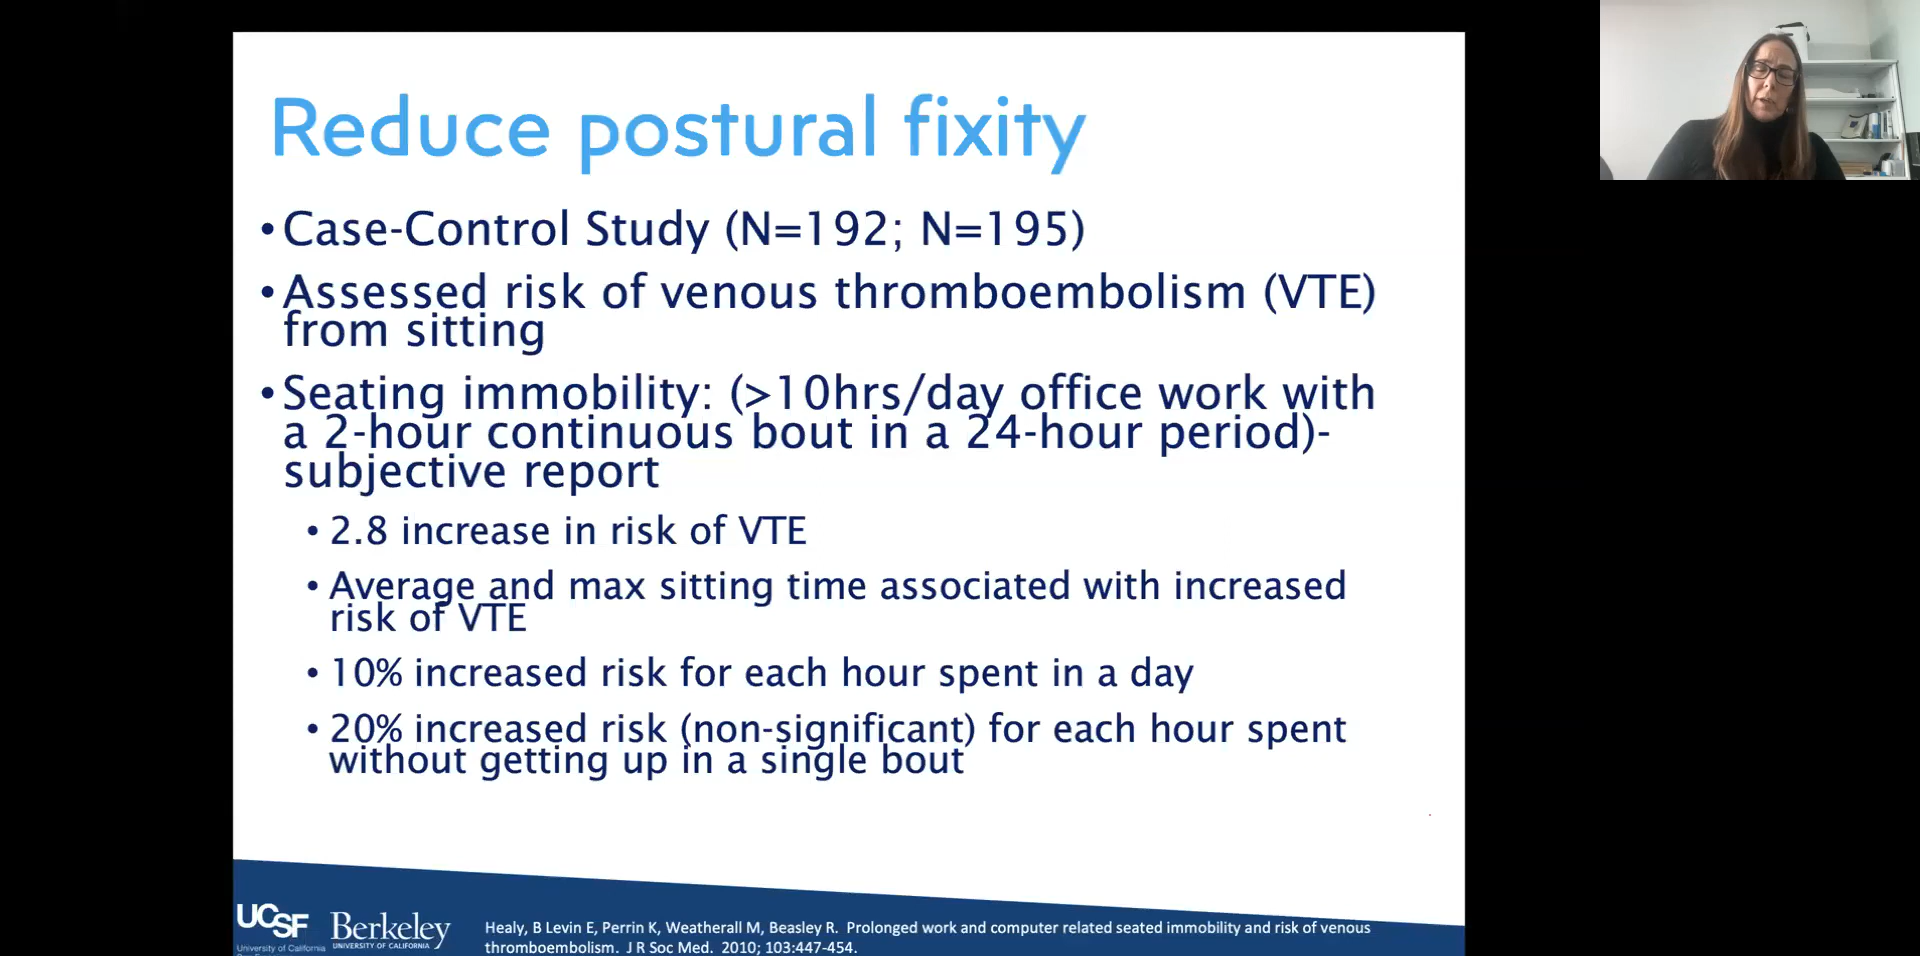 Reduce postural fixity
•Case-Control Study (N=192; N=195)
•Assessed risk of venous thromboembolism (VTE)
from sitting
•Seating immobility: (>10hrs/day office work with
a 2-hour continuous bout in a 24-hour period)-
subjective report
•2.8 increase in risk of VTE
•Average and max sitting time associated with increased
risk of VTE
•10% increased risk for each hour spent in a day
•20% increased risk (non-significant) for each hour spent
without getting up in a single bout
UCSF
University of California
Berkeley
UNIVERSITY OF CALIFORNIA
Healy, B Levin E, Perrin K, Weatherall M, Beasley R. Prolonged work and computer related seated immobility and risk of venous
thromboembolism. J R Soc Med. 2010; 103:447-454.